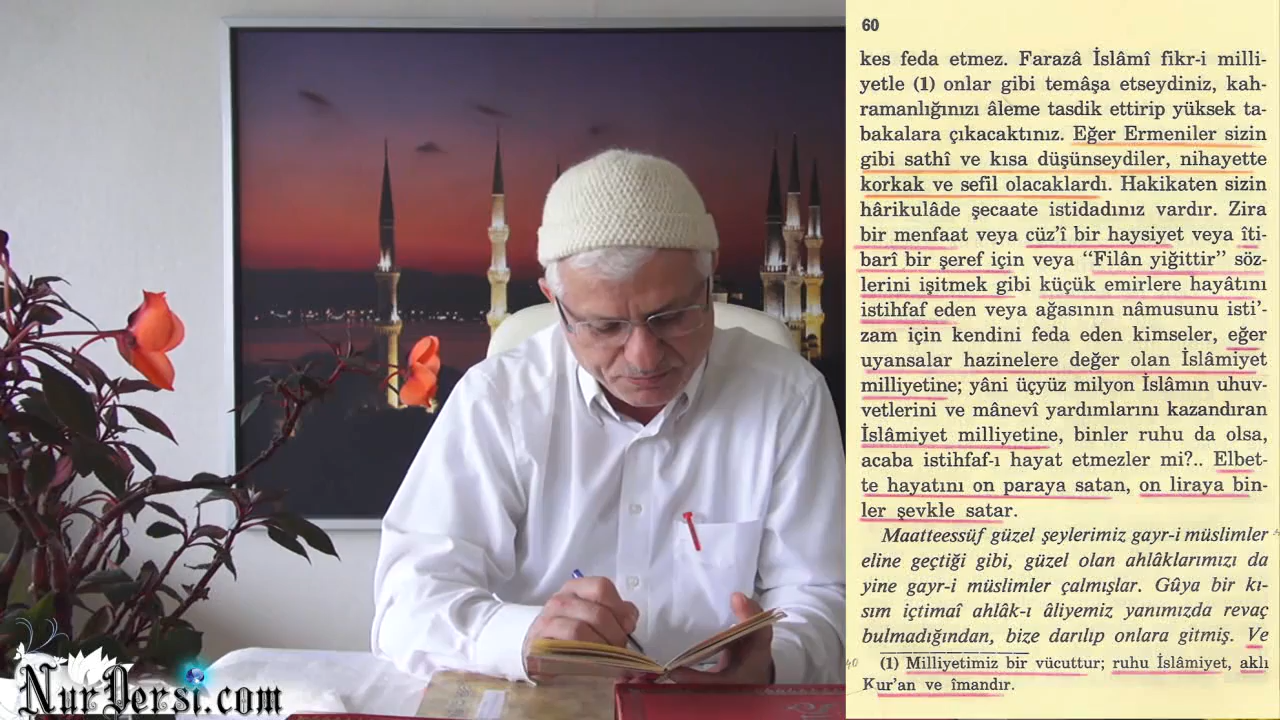 60
kes feda etmez. Farazâ İslâmî fikr-i milli-
yetle (1) onlar gibi temâşa etseydiniz, kah-
ramanlığınızı âleme tasdik ettirip yüksek ta-
bakalara çıkacaktınız. Eğer Ermeniler sizin
gibi sathî ve kısa düşünseydiler, nihayette
korkak ve sefil olacaklardı. Hakikaten sizin
hârikulâde şecaate istidadınız vardır. Zira
bir menfaat veya cüz'î bir haysiyet veya îti-
barî bir şeref için veya “Filân yiğittir” söz-
lerini işitmek gibi küçük emirlere hayâtını
istihfaf eden veya ağasının nâmusunu isti'-
zam için kendini feda eden kimseler, eğer
uyansalar hazinelere değer olan İslâmiyet
milliyetine; yâni üçyüz milyon İslâmın uhuv-
vetlerini ve mânevî yardımlarını kazandıran
İslâmiyet milliyetine, binler ruhu da olsa,
acaba istihfaf-ı hayat etmezler mi?.. Elbet-
te hayatını on paraya satan, on liraya bin-
ler şevkle satar.
Maatteessüf güzel şeylerimiz gayr-i müslimler
eline geçtiği gibi, güzel olan ahlâklarımızı da
yine gayr-i müslimler çalmışlar. Gûya bir kı-
sım içtimaî ahlâk-ı âliyemiz yanımızda revaç
bulmadığından, bize darılıp onlara gitmiş. Ve
(1) Milliyetimiz bir vücuttur; ruhu İslâmiyet, aklı
Kur'an ve îmandır.
NurDersi.com